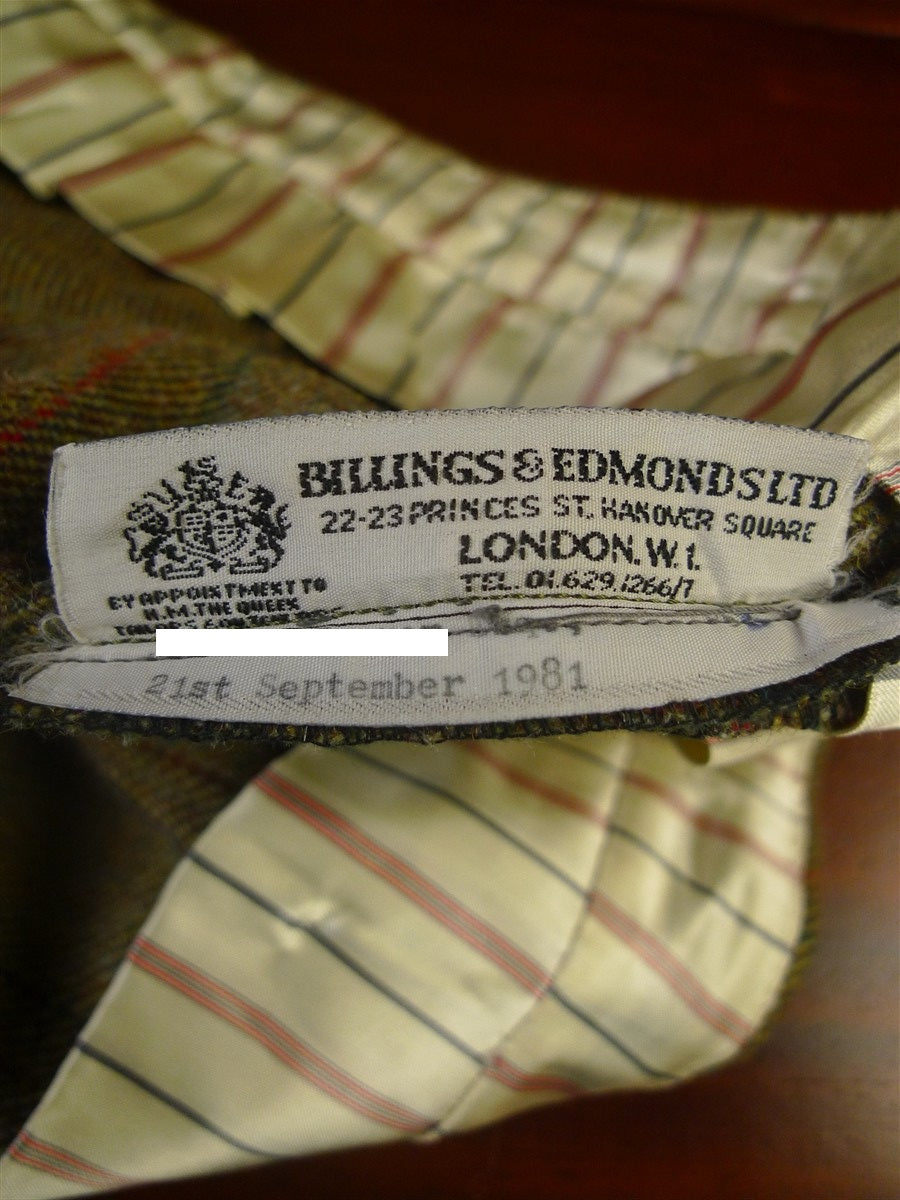 BILLINGS & EDMONDS LTD
22-23 PRINCES ST. HANOVER SQUARE
LONDON. W.1.
TEL. 01.629.1266/7
BY APPOINTMENT TO
H.M. THE QUEEN
21st September 1981